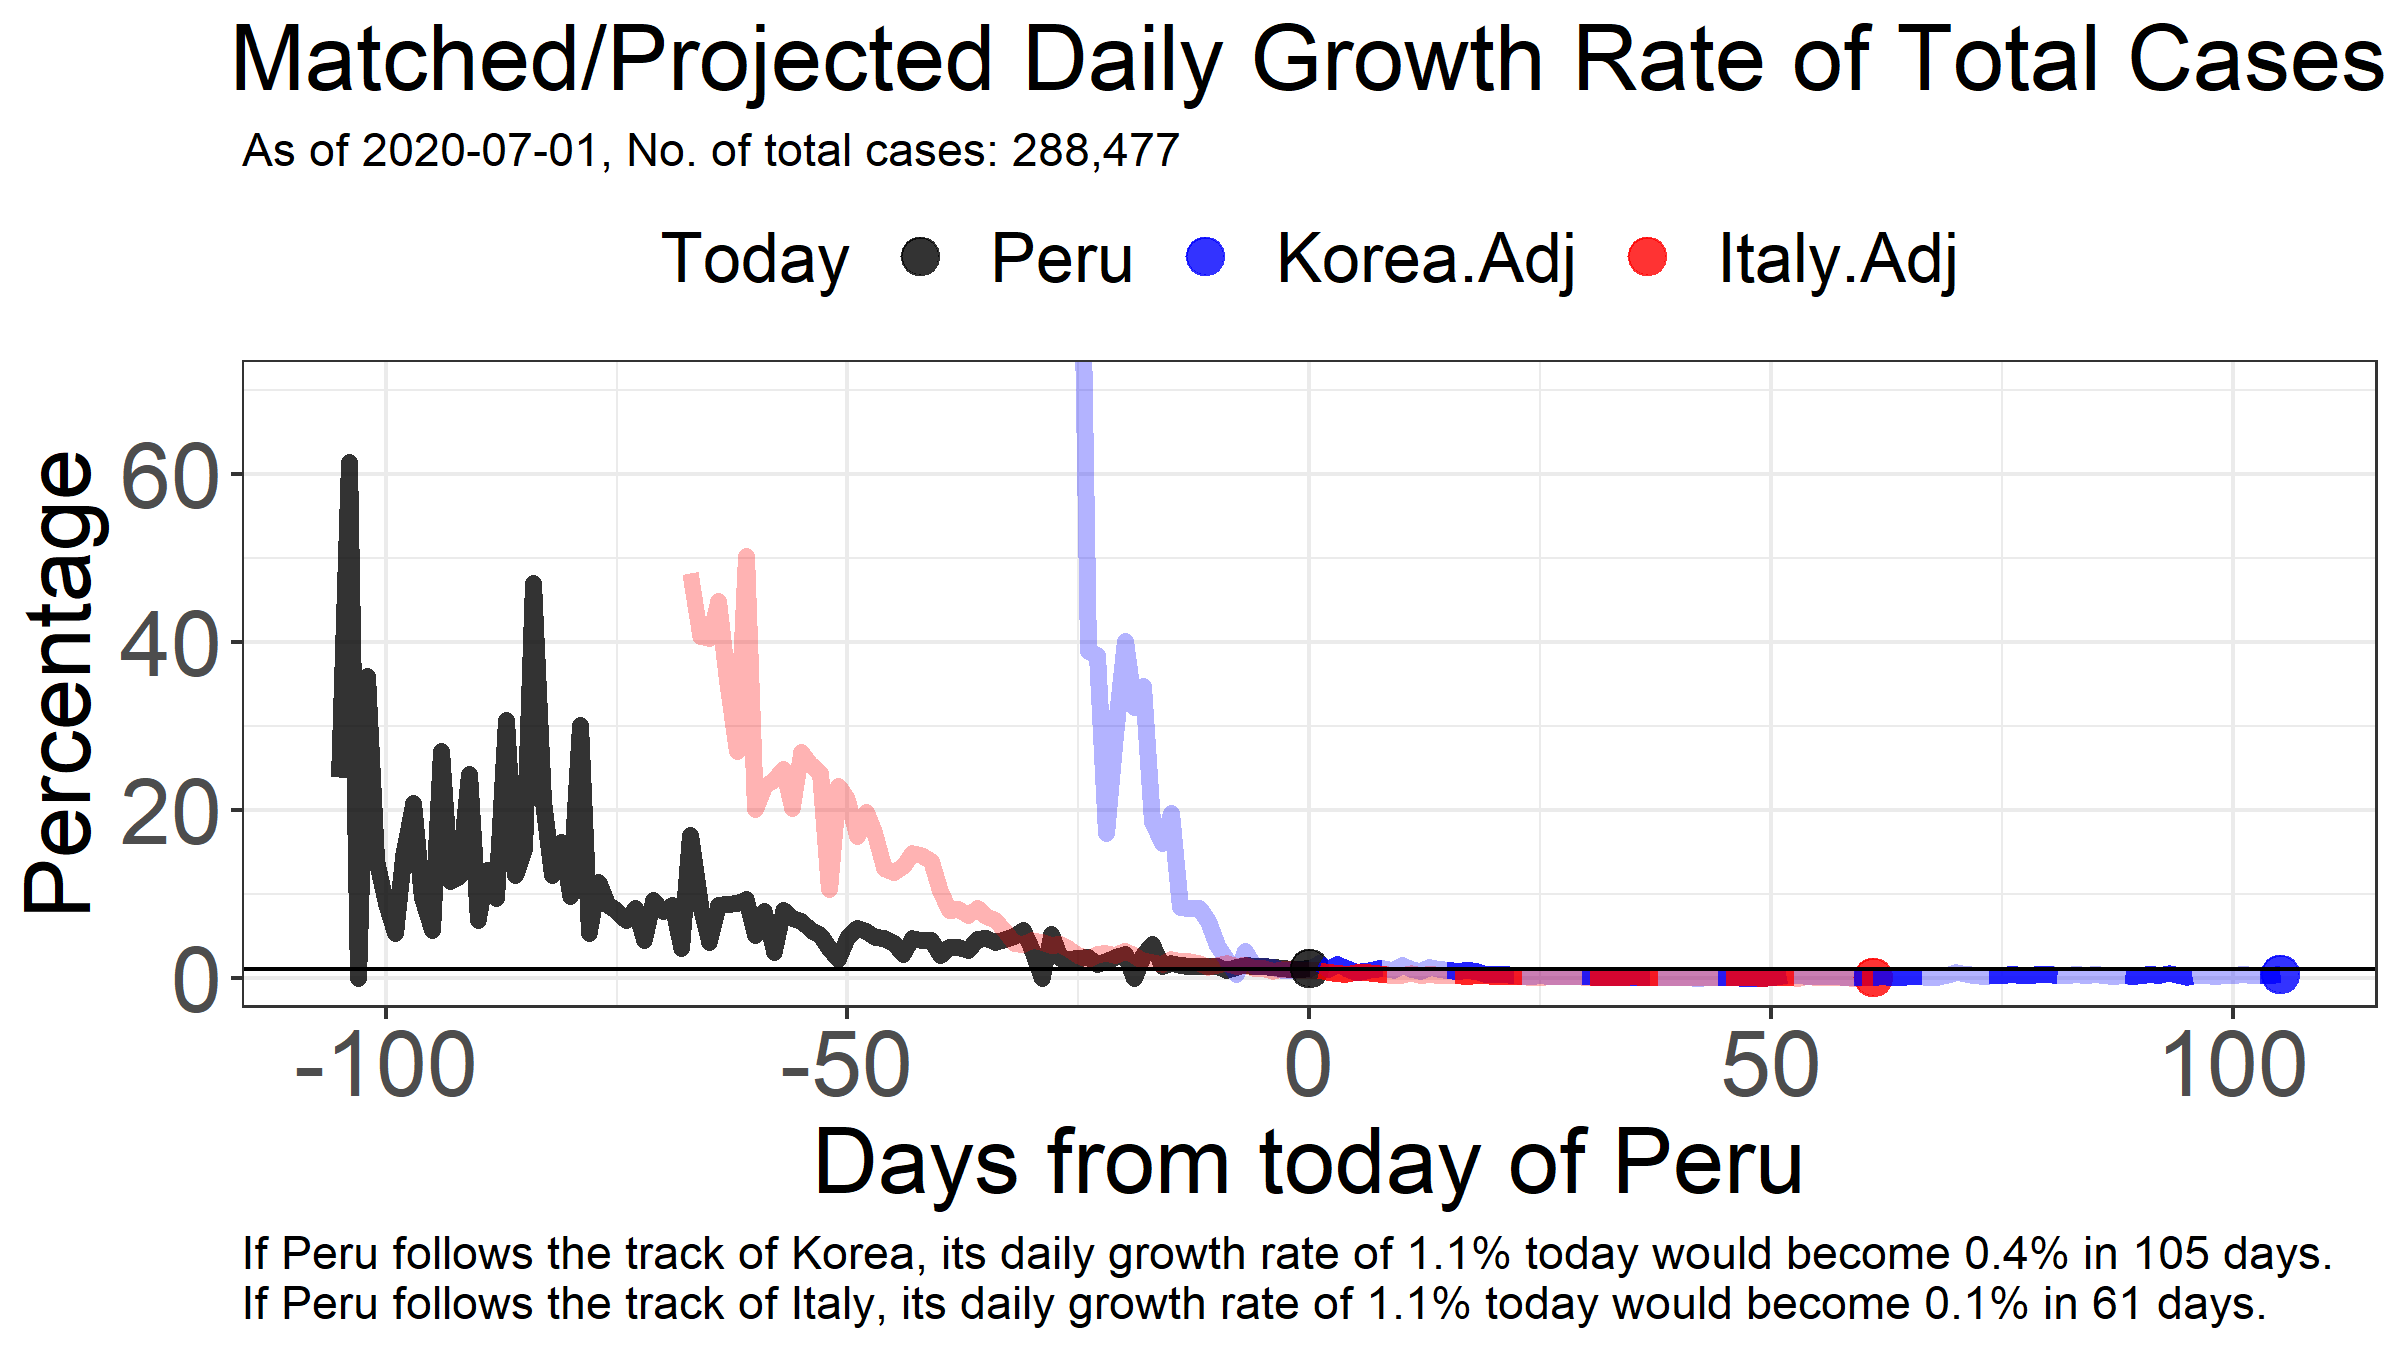 Matched/Projected Daily Growth Rate of Total Cases
As of 2020-07-01, No. of total cases: 288,477
Today Peru Korea.Adj Italy.Adj
Percentage
60
40
20
0
-100 -50 0 50 100
Days from today of Peru
If Peru follows the track of Korea, its daily growth rate of 1.1% today would become 0.4% in 105 days.
If Peru follows the track of Italy, its daily growth rate of 1.1% today would become 0.1% in 61 days.